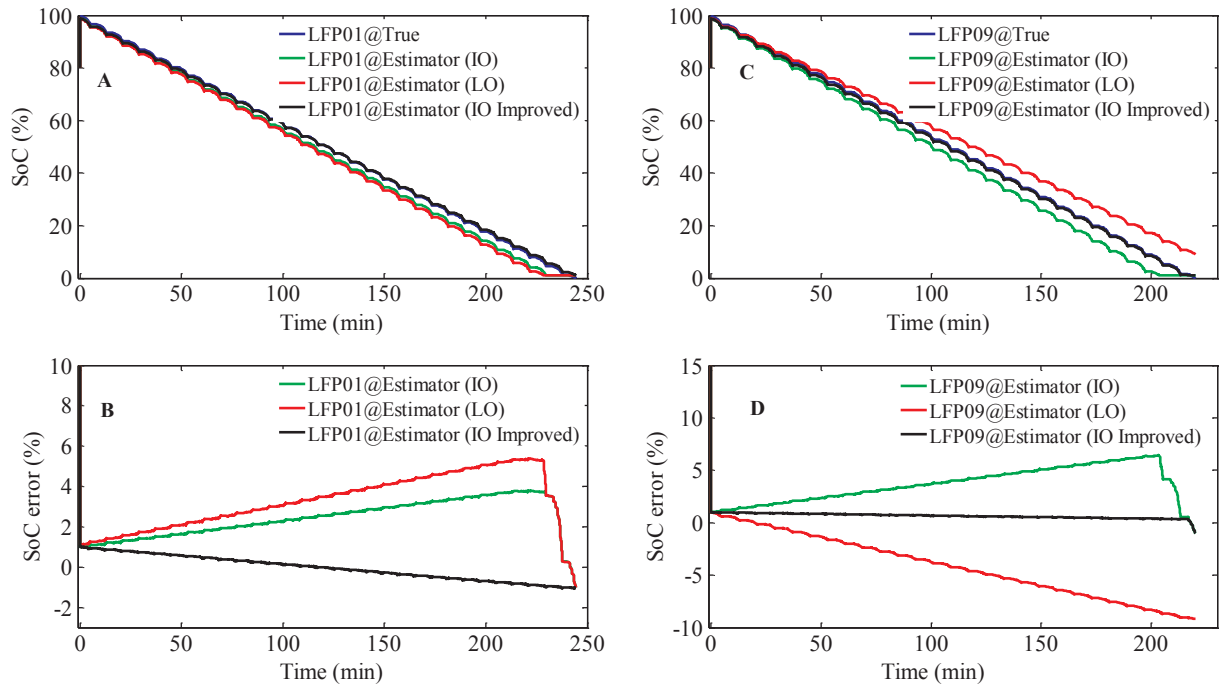 100
80
60
40
20
0
SoC (%)
A
LFP01@True
LFP01@Estimator (IO)
LFP01@Estimator (LO)
LFP01@Estimator (IO Improved)
0 50 100 150 200 250
Time (min)
100
80
60
40
20
0
SoC (%)
C
LFP09@True
LFP09@Estimator (IO)
LFP09@Estimator (LO)
LFP09@Estimator (IO Improved)
0 50 100 150 200
Time (min)
10
8
6
4
2
0
-2
SoC error (%)
B
LFP01@Estimator (IO)
LFP01@Estimator (LO)
LFP01@Estimator (IO Improved)
0 50 100 150 200 250
Time (min)
15
10
5
0
-5
-10
SoC error (%)
D
LFP09@Estimator (IO)
LFP09@Estimator (LO)
LFP09@Estimator (IO Improved)
0 50 100 150 200
Time (min)